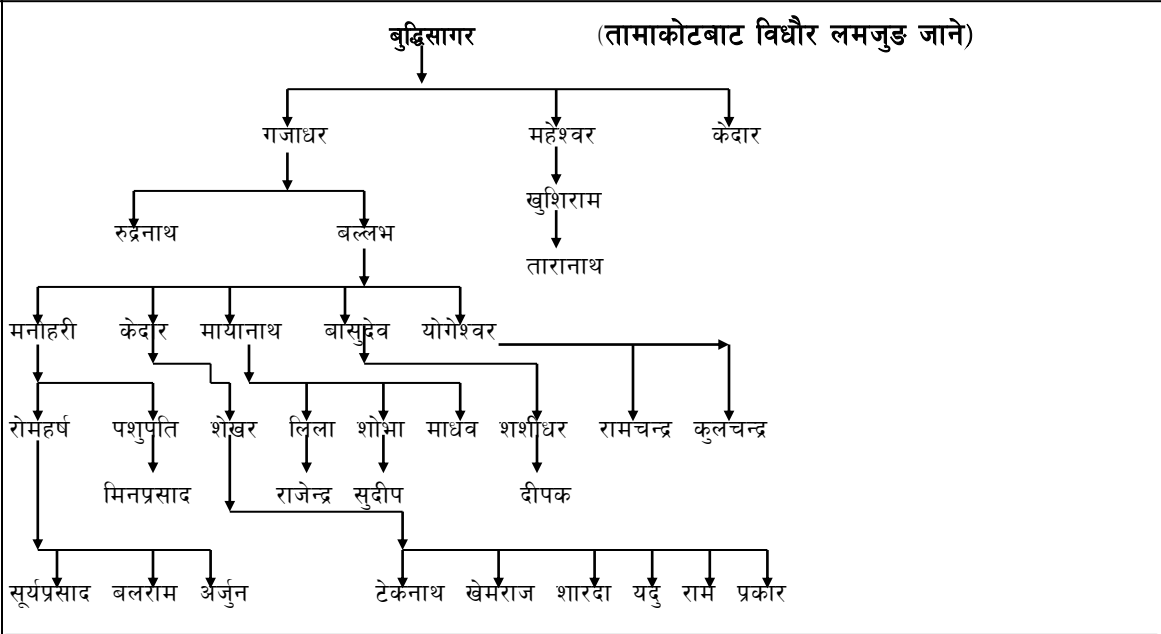 बुद्धिसागर (तामाकोटबाट विधौर लमजुङ जाने)
गजाधर महेश्वर केदार
खुशिराम
रुद्रनाथ बल्लभ
तारानाथ
मनोहरी केदार मायानाथ बासुदेव योगेश्वर
रोमहर्ष पशुपति शेखर लिला शोभा माधव शशीधर रामचन्द्र कुलचन्द्र
मिनप्रसाद राजेन्द्र सुदीप दीपक
सूर्यप्रसाद बलराम अर्जुन टेकनाथ खेमराज शारदा यदु राम प्रकार